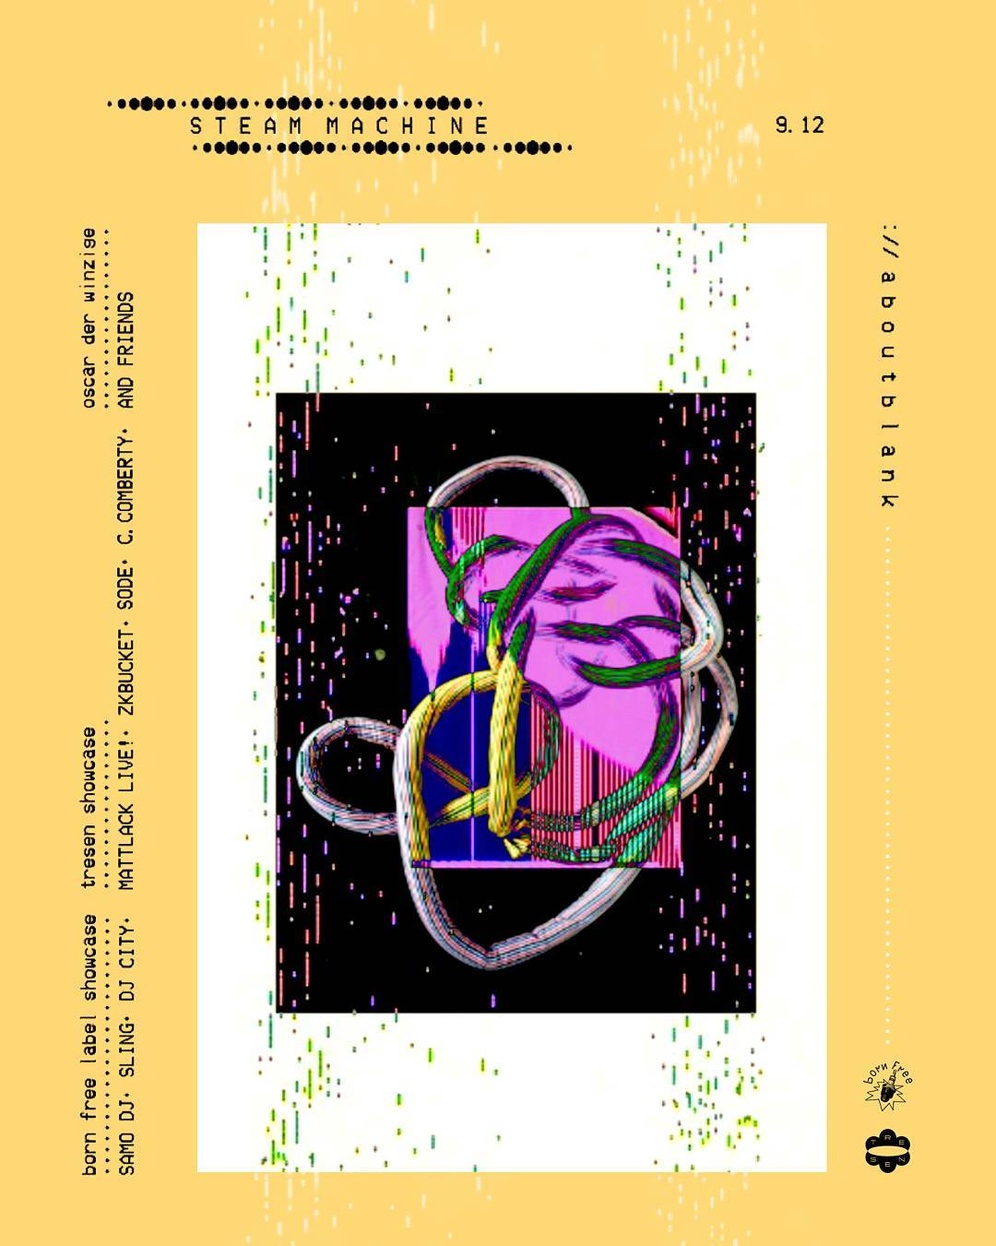 STEAM MACHINE
9.12
born free label showcase
SAMO DJ· SLING· DJ CITY·
tresen showcase
MATTLACK LIVE!· ZKBUCKET· SODE· C.COMBERTY·
oscar der winzige
AND FRIENDS
://aboutblank
born free
TRESEN